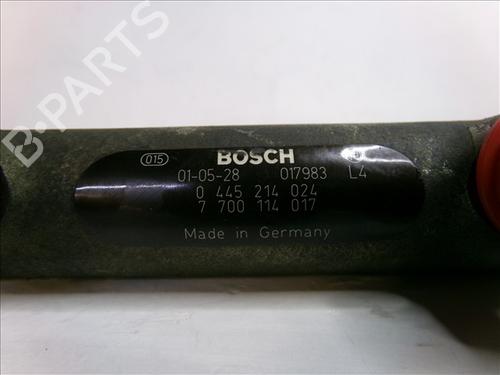 015 BOSCH
01-05-28 017983 L4
0 445 214 024
7 700 114 017
Made in Germany
B-PARTS